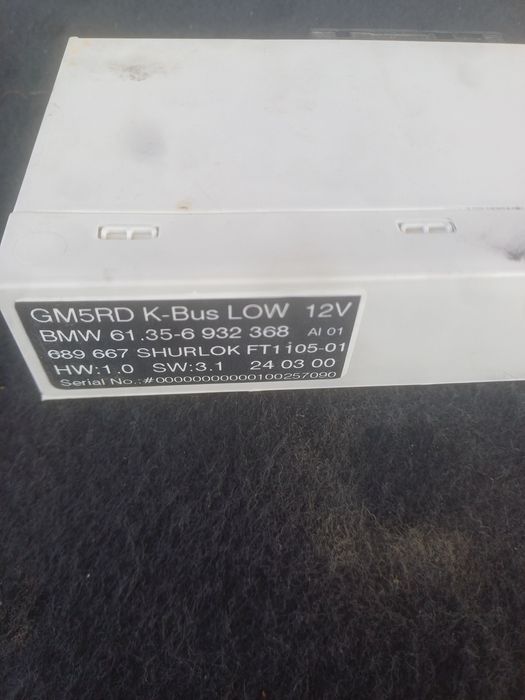 GM5RD K-Bus LOW 12V
BMW 61.35-6 932 368 AI 01
689 667 SHURLOK FT1105-01
HW:1.0 SW:3.1 24 03 00
Serial No.:#00000000000100257090